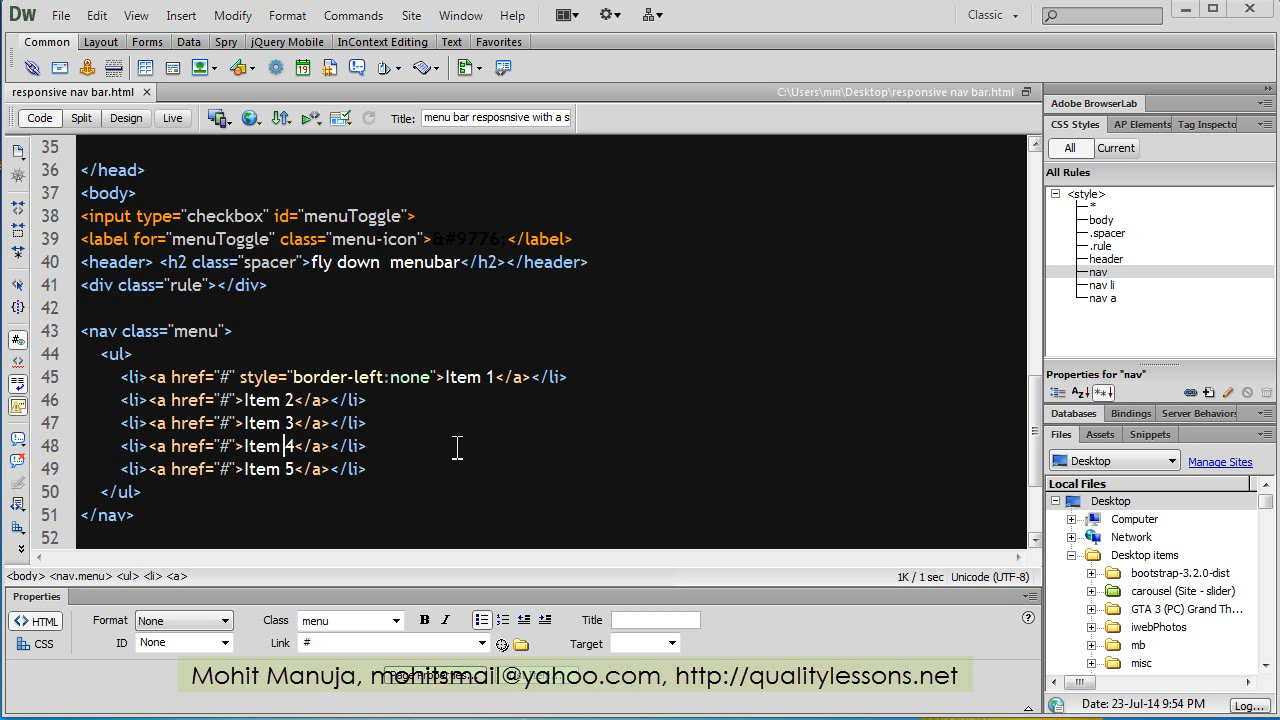 Dw File Edit View Insert Modify Format Commands Site Window Help Classic
Common Layout Forms Data Spry jQuery Mobile InContext Editing Text Favorites
responsive nav bar.html C:\Users\mm\Desktop\responsive nav bar.html
Code Split Design Live Title: menu bar resposnsive with a s
35
36 </head>
37 <body>
38 <input type="checkbox" id="menuToggle">
39 <label for="menuToggle" class="menu-icon">&#9776;</label>
40 <header> <h2 class="spacer">fly down  menubar</h2></header>
41 <div class="rule"></div>
42
43 <nav class="menu">
44 <ul>
45 <li><a href="#" style="border-left:none">Item 1</a></li>
46 <li><a href="#">Item 2</a></li>
47 <li><a href="#">Item 3</a></li>
48 <li><a href="#">Item 4</a></li>
49 <li><a href="#">Item 5</a></li>
50 </ul>
51 </nav>
52
<body> <nav.menu> <ul> <li> <a> 1K / 1 sec Unicode (UTF-8)
Properties
<> HTML Format None Class menu B I Title
CSS ID None Link # Target
Mohit Manuja, mohitsmail@yahoo.com, http://qualitylessons.net
Adobe BrowserLab
CSS Styles AP Elements Tag Inspecto
All Current
All Rules
<style>
*
body
.spacer
.rule
header
nav
nav li
nav a
Properties for "nav"
Databases Bindings Server Behaviors
Files Assets Snippets
Desktop Manage Sites
Local Files
Desktop
Computer
Network
Desktop items
bootstrap-3.2.0-dist
carousel (Site - slider)
GTA 3 (PC) Grand Th...
iwebPhotos
mb
misc
Date: 23-Jul-14 9:54 PM Log...